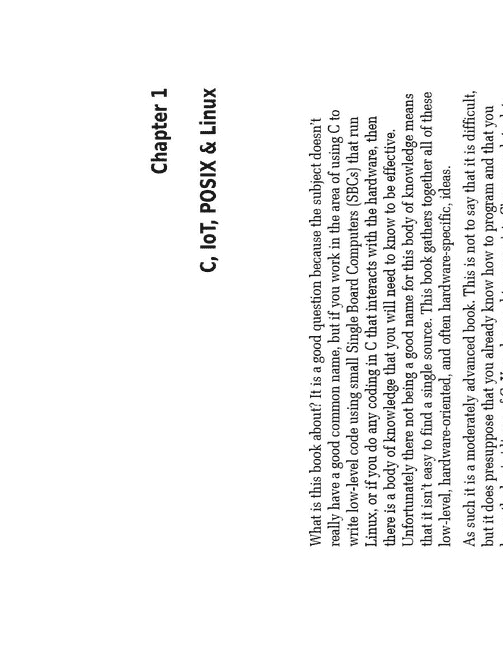 Chapter 1
C, IoT, POSIX & Linux
What is this book about? It is a good question because the subject doesn't
really have a good common name, but if you work in the area of using C to
write low-level code using small Single Board Computers (SBCs) that run
Linux, or if you do any coding in C that interacts with the hardware, then
there is a body of knowledge that you will need to know to be effective.
Unfortunately there not being a good name for this body of knowledge means
that it isn't easy to find a single source. This book gathers together all of these
low-level, hardware-oriented, and often hardware-specific, ideas.
As such it is a moderately advanced book. This is not to say that it is difficult,
but it does presuppose that you already know how to program and that you